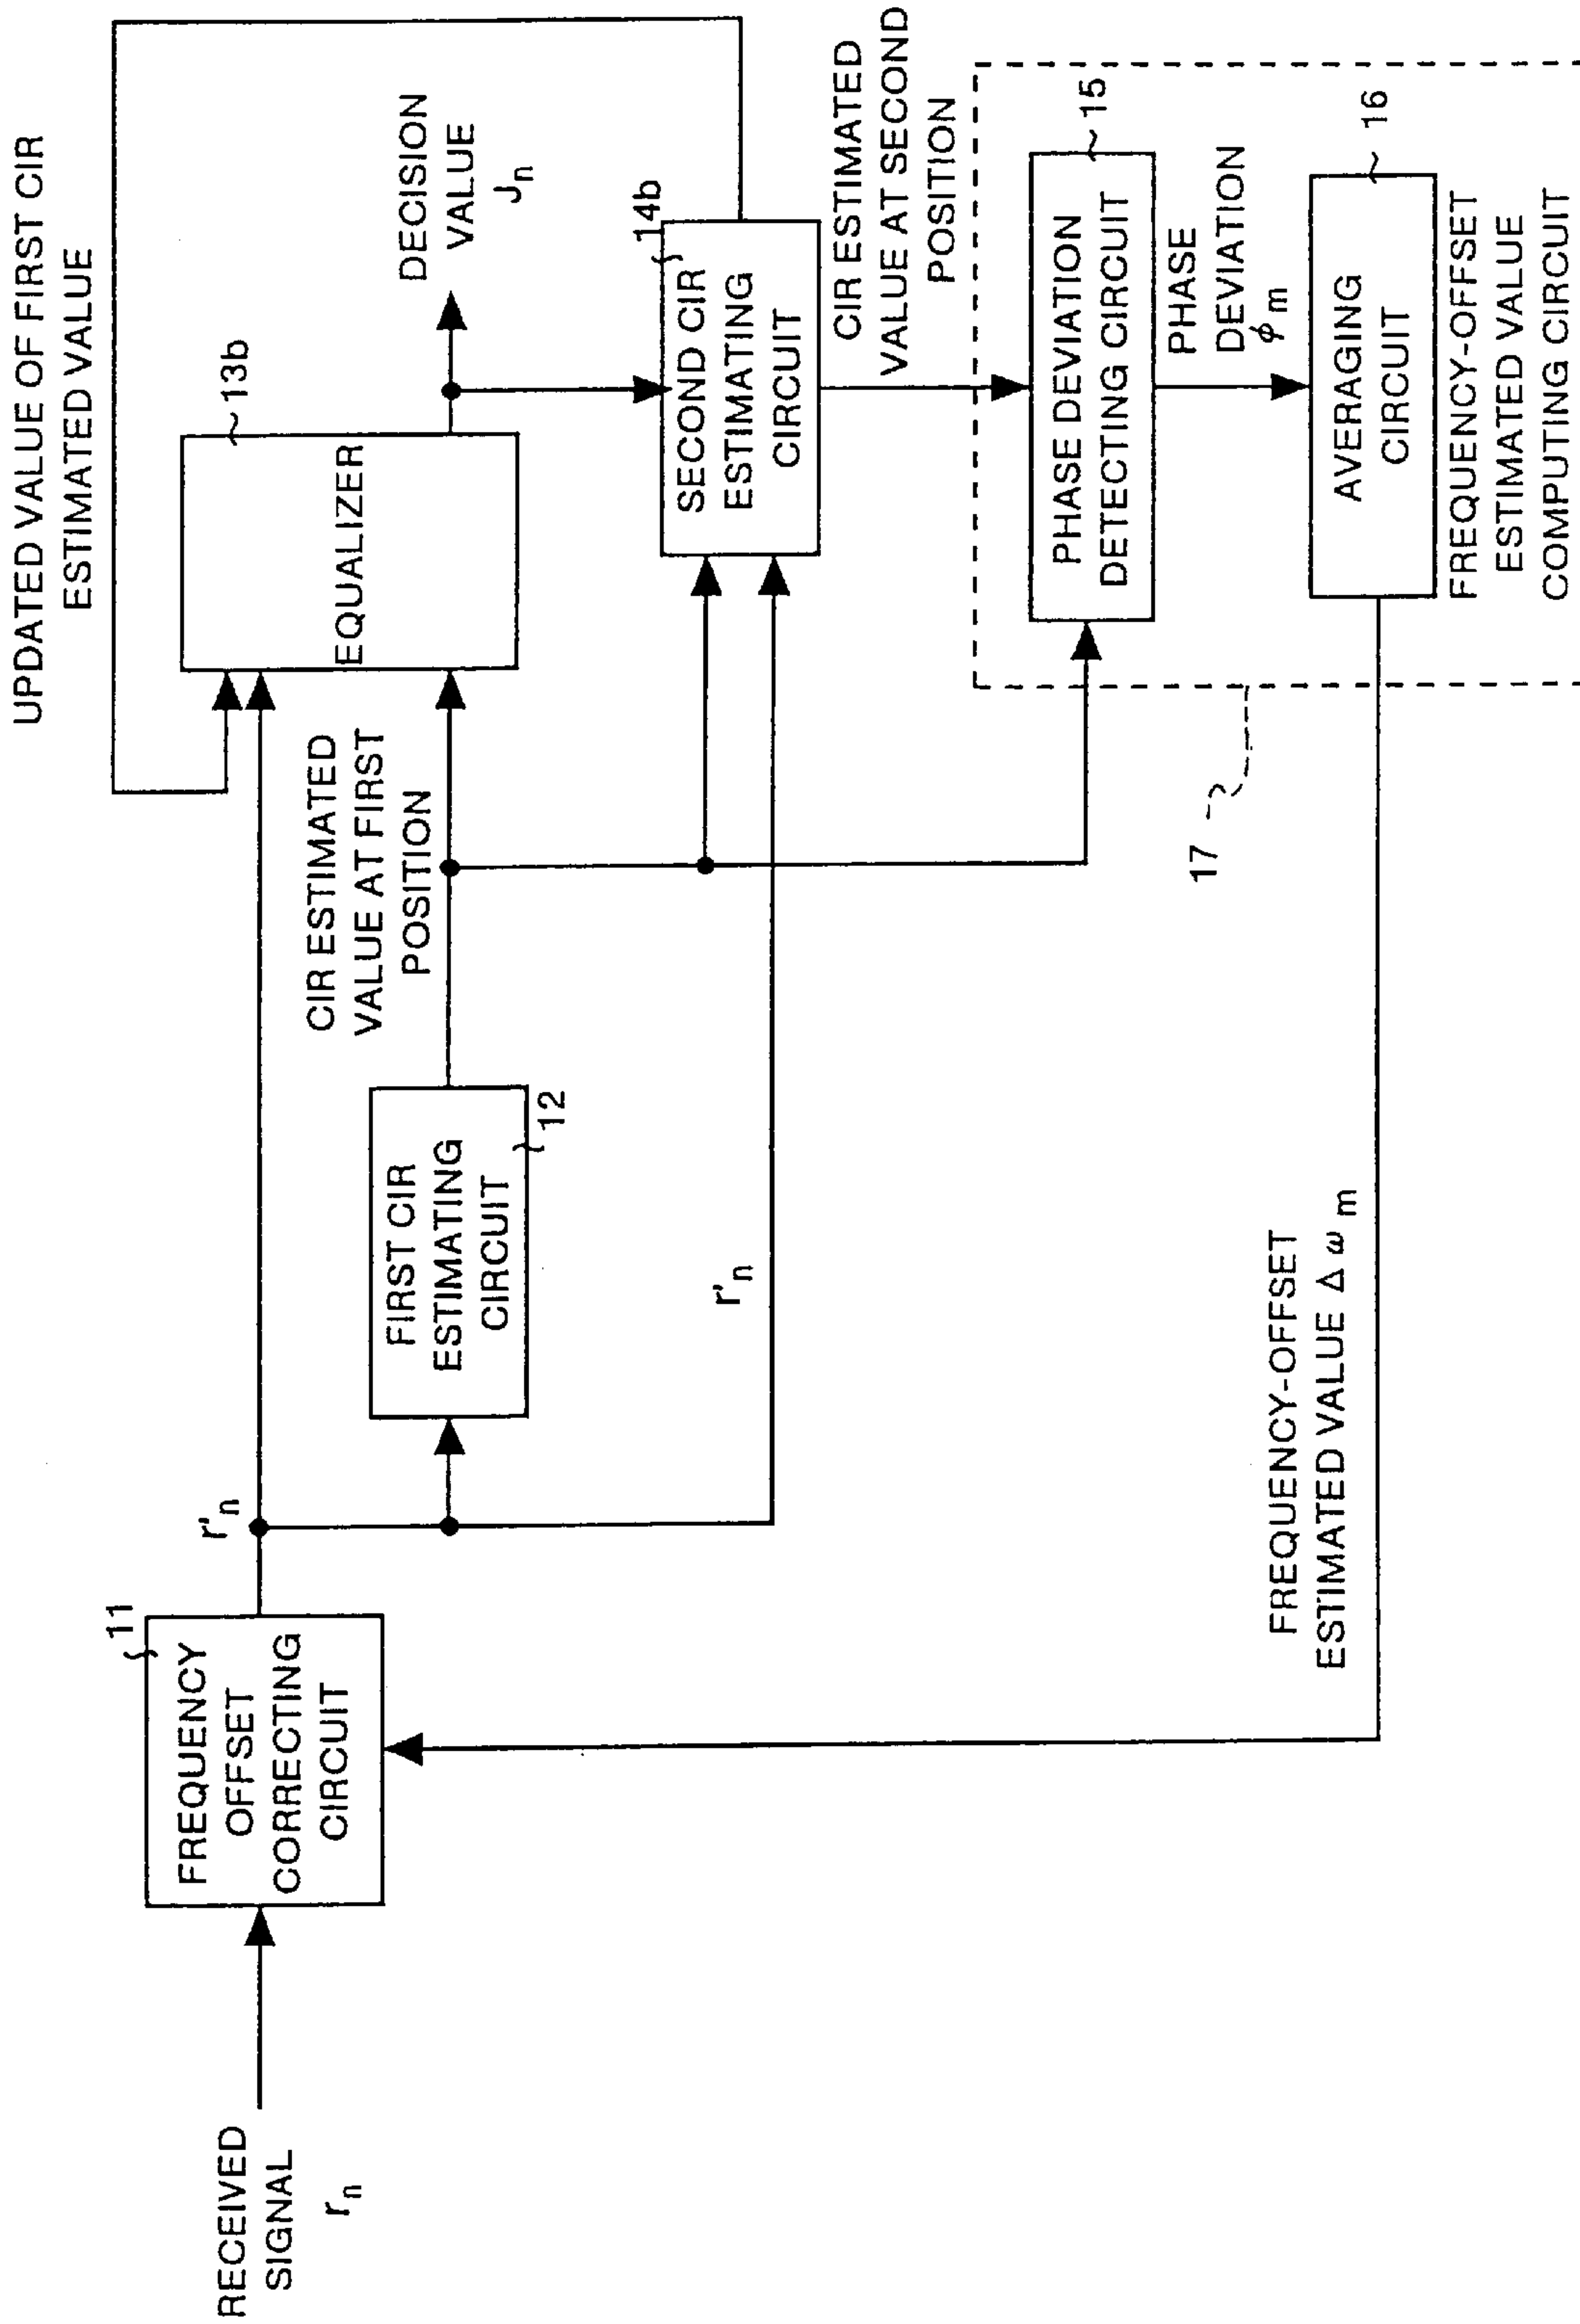 RECEIVED
SIGNAL
rn
11
FREQUENCY
OFFSET
CORRECTING
CIRCUIT
r'n
FIRST CIR
ESTIMATING
CIRCUIT
12
r'n
CIR ESTIMATED
VALUE AT FIRST
POSITION
UPDATED VALUE OF FIRST CIR
ESTIMATED VALUE
13b
EQUALIZER
DECISION
VALUE
Jn
14b
SECOND CIR
ESTIMATING
CIRCUIT
CIR ESTIMATED
VALUE AT SECOND
POSITION
15
PHASE DEVIATION
DETECTING CIRCUIT
PHASE
DEVIATION
ϕm
16
AVERAGING
CIRCUIT
FREQUENCY-OFFSET
ESTIMATED VALUE
COMPUTING CIRCUIT
17
FREQUENCY-OFFSET
ESTIMATED VALUE Δωm